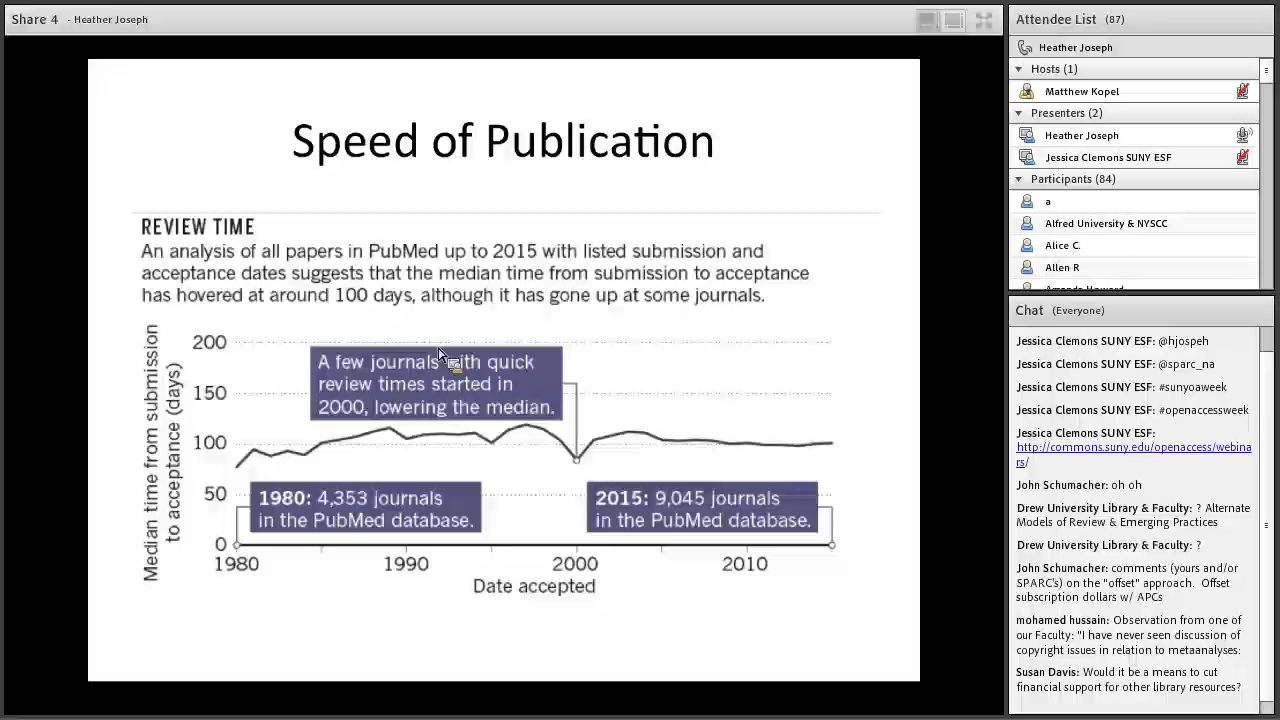 Share 4 - Heather Joseph
Speed of Publication
REVIEW TIME
An analysis of all papers in PubMed up to 2015 with listed submission and
acceptance dates suggests that the median time from submission to acceptance
has hovered at around 100 days, although it has gone up at some journals.
Median time from submission
to acceptance (days)
200
150
100
50
0
A few journals with quick
review times started in
2000, lowering the median.
1980: 4,353 journals
in the PubMed database.
2015: 9,045 journals
in the PubMed database.
1980
1990
2000
2010
Date accepted
Attendee List (87)
Heather Joseph
Hosts (1)
Matthew Kopel
Presenters (2)
Heather Joseph
Jessica Clemons SUNY ESF
Participants (84)
a
Alfred University & NYSCC
Alice C.
Allen R
Chat (Everyone)
Jessica Clemons SUNY ESF: @hjospeh
Jessica Clemons SUNY ESF: @sparc_na
Jessica Clemons SUNY ESF: #sunyoaweek
Jessica Clemons SUNY ESF: #openaccessweek
Jessica Clemons SUNY ESF:
http://commons.suny.edu/openaccess/webina
rs/
John Schumacher: oh oh
Drew University Library & Faculty: ? Alternate
Models of Review & Emerging Practices
Drew University Library & Faculty: ?
John Schumacher: comments (yours and/or
SPARC's) on the "offset" approach. Offset
subscription dollars w/ APCs
mohamed hussain: Observation from one of
our Faculty: "I have never seen discussion of
copyright issues in relation to metaanalyses:
Susan Davis: Would it be a means to cut
financial support for other library resources?